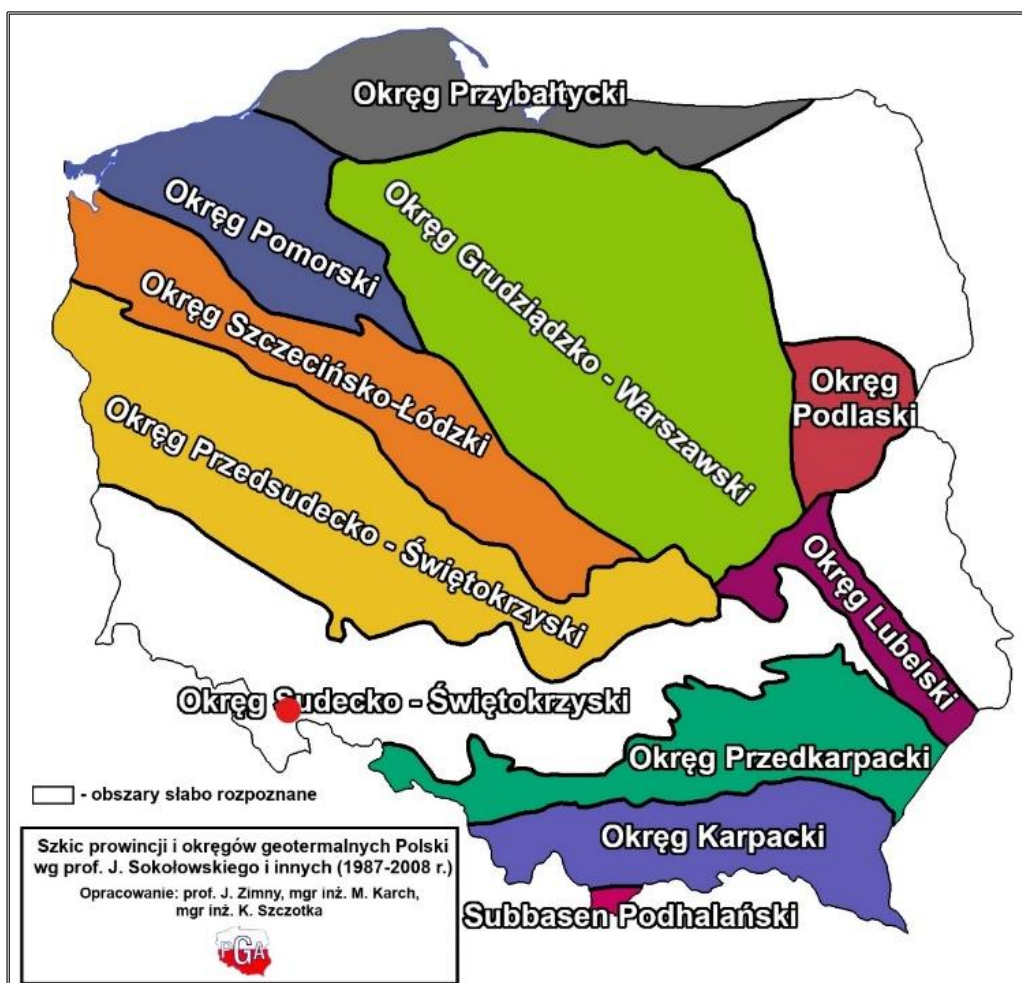 Okręg Przybałtycki
Okręg Pomorski
Okręg Grudziądzko - Warszawski
Okręg Szczecińsko-Łódzki
Okręg
Podlaski
Okręg Przedsudecko - Świętokrzyski
Okręg Lubelski
Okręg Sudecko - Świętokrzyski
Okręg Przedkarpacki
- obszary słabo rozpoznane
Okręg Karpacki
Subbasen Podhalański
Szkic prowincji i okręgów geotermalnych Polski
wg prof. J. Sokołowskiego i innych (1987-2008 r.)
Opracowanie: prof. J. Zimny, mgr inż. M. Karch,
mgr inż. K. Szczotka
PGA